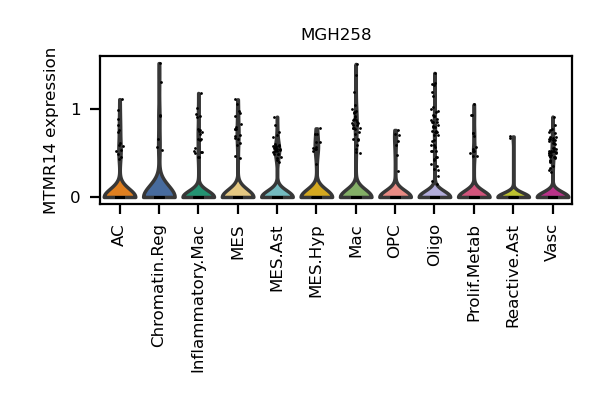 MGH258
MTMR14 expression
1
0
AC
Chromatin.Reg
Inflammatory.Mac
MES
MES.Ast
MES.Hyp
Mac
OPC
Oligo
Prolif.Metab
Reactive.Ast
Vasc